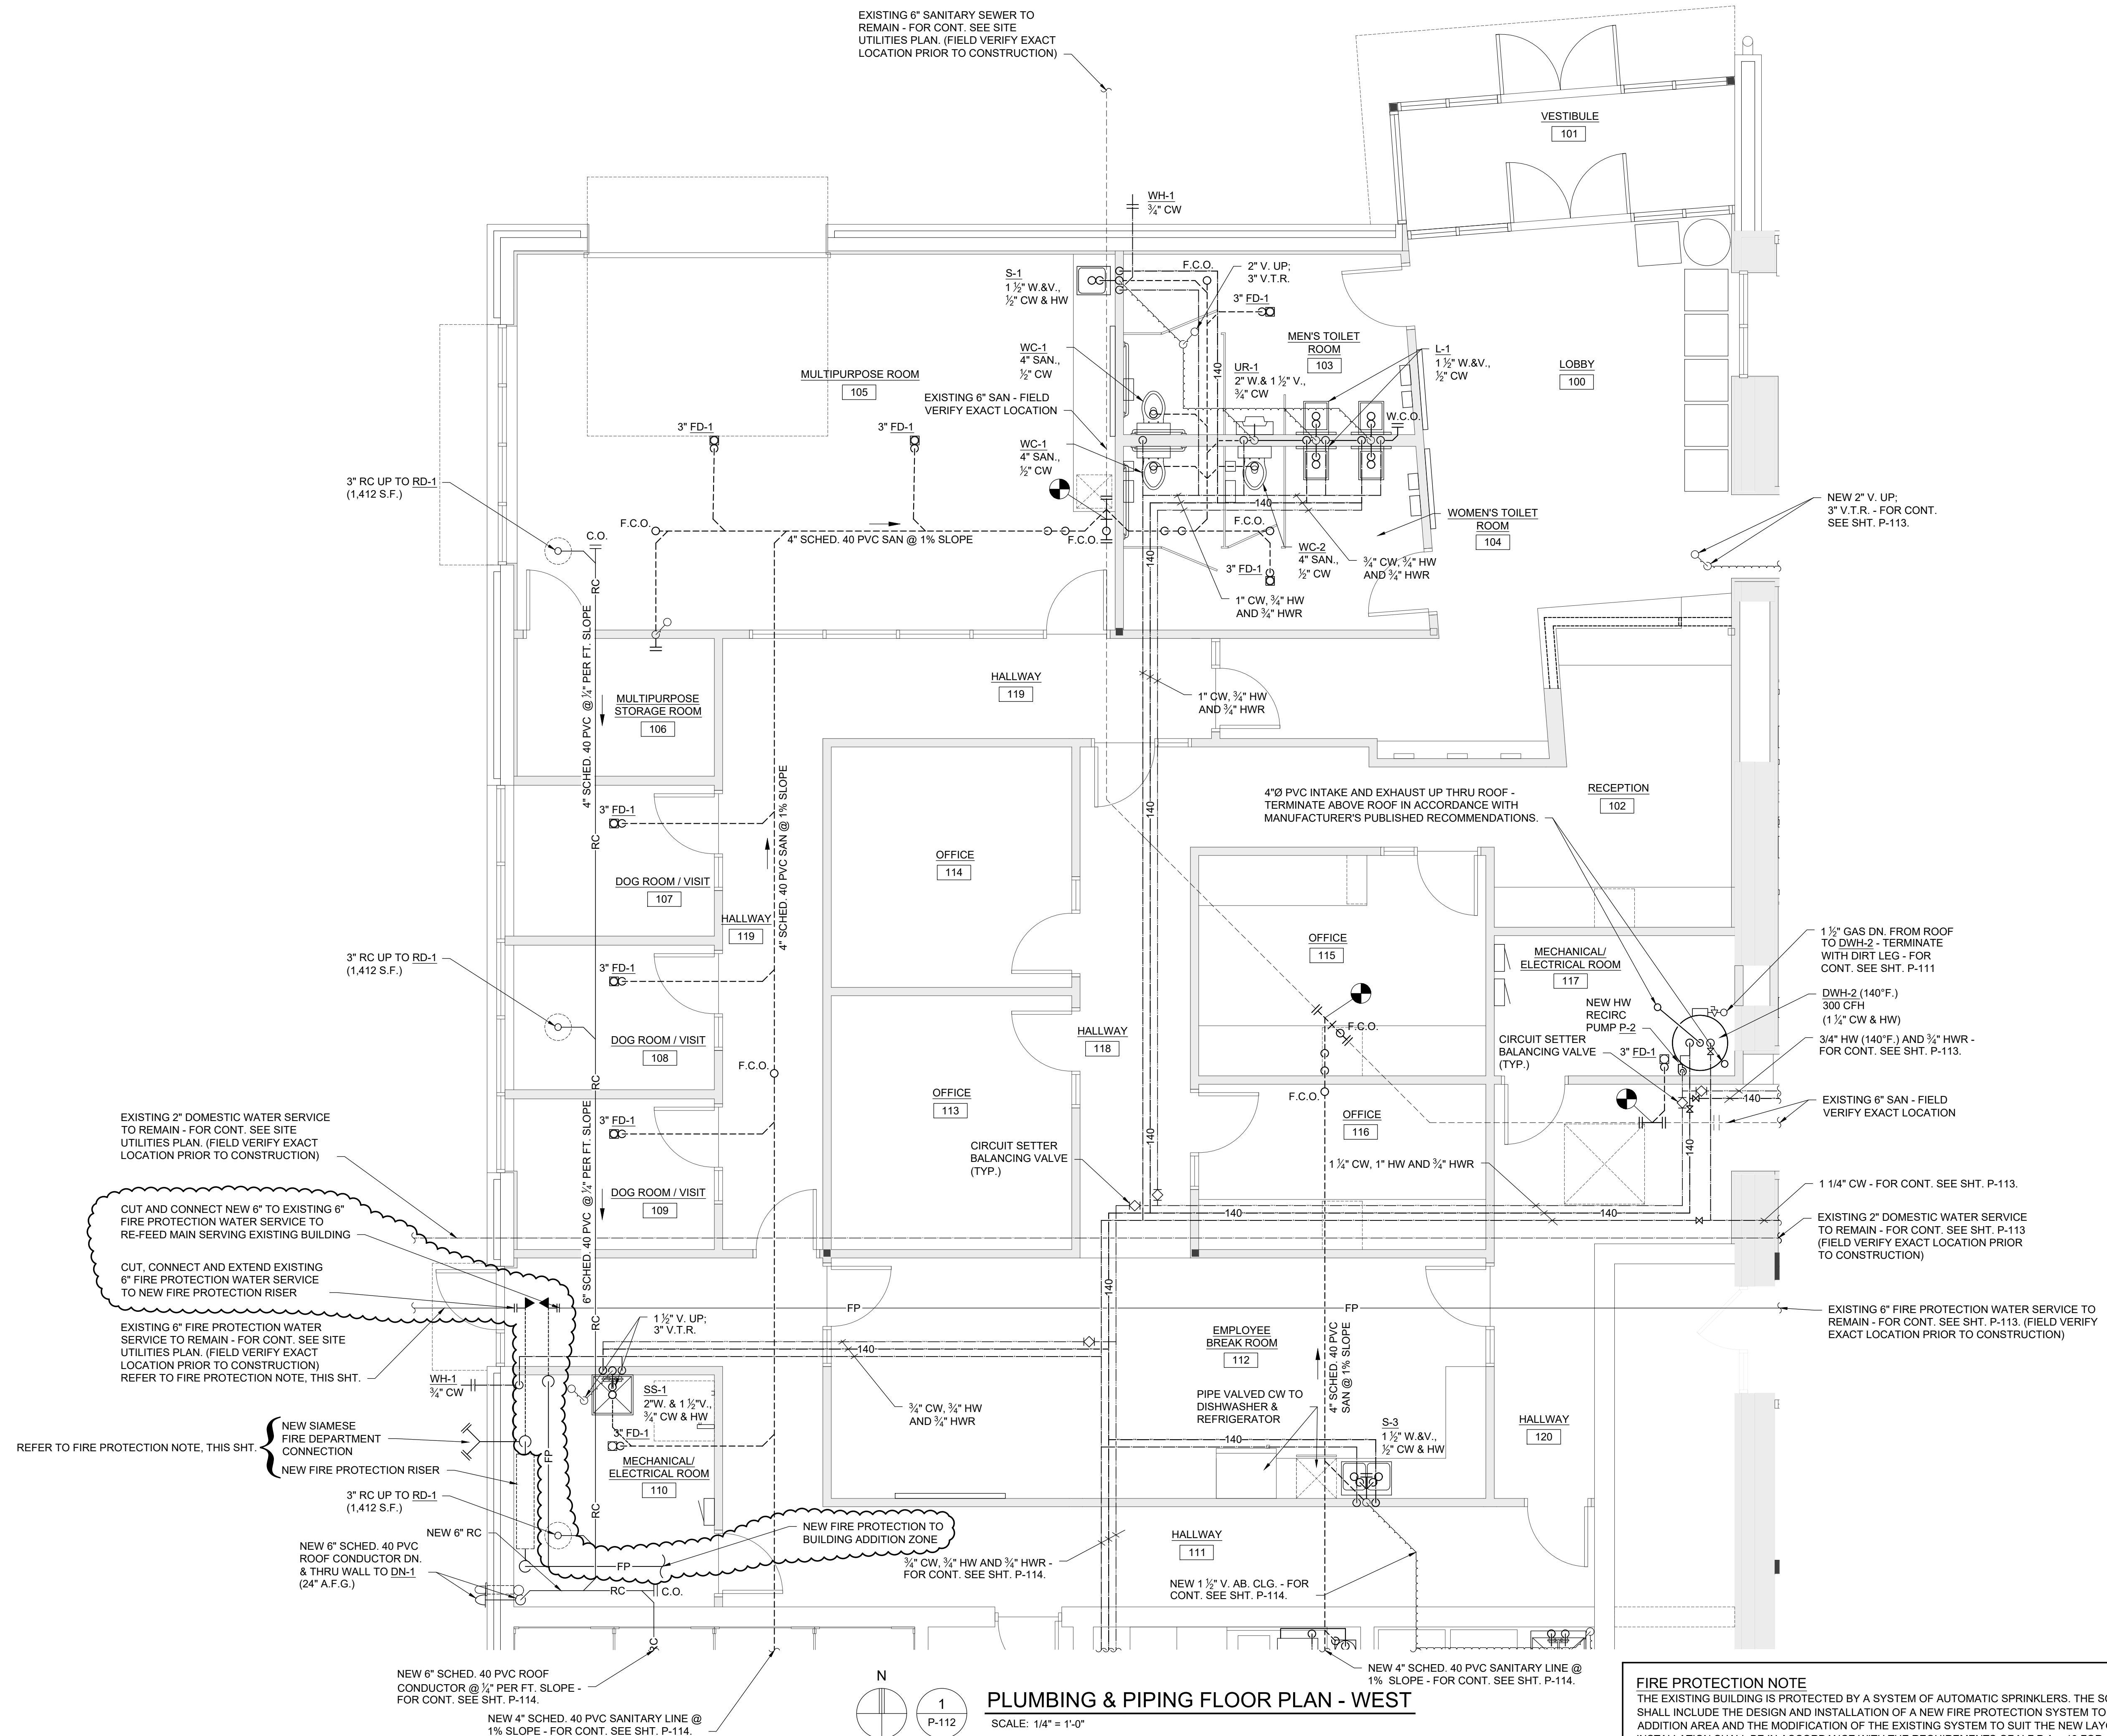 EXISTING 6" SANITARY SEWER TO
REMAIN - FOR CONT. SEE SITE
UTILITIES PLAN. (FIELD VERIFY EXACT
LOCATION PRIOR TO CONSTRUCTION)
VESTIBULE
101
WH-1
¾" CW
S-1
1 ½" W.&V.,
½" CW & HW
F.C.O.
2" V. UP;
3" V.T.R.
3" FD-1
MEN'S TOILET
ROOM
103
WC-1
4" SAN.,
½" CW
140
UR-1
2" W.& 1 ½" V.,
¾" CW
L-1
1 ½" W.&V.,
½" CW
LOBBY
100
MULTIPURPOSE ROOM
105
EXISTING 6" SAN - FIELD
VERIFY EXACT LOCATION
W.C.O.
3" FD-1
3" FD-1
WC-1
4" SAN.,
½" CW
3" RC UP TO RD-1
(1,412 S.F.)
140
NEW 2" V. UP;
3" V.T.R. - FOR CONT.
SEE SHT. P-113.
F.C.O.
C.O.
4" SCHED. 40 PVC SAN @ 1% SLOPE
F.C.O.
F.C.O.
WOMEN'S TOILET
ROOM
104
WC-2
4" SAN.,
½" CW
3" FD-1
¾" CW, ¾" HW
AND ¾" HWR
1" CW, ¾" HW
AND ¾" HWR
140
RC
4" SCHED. 40 PVC @ ¼" PER FT. SLOPE
HALLWAY
119
1" CW, ¾" HW
AND ¾" HWR
MULTIPURPOSE
STORAGE ROOM
106
4" SCHED. 40 PVC SAN @ 1% SLOPE
4"Ø PVC INTAKE AND EXHAUST UP THRU ROOF -
TERMINATE ABOVE ROOF IN ACCORDANCE WITH
MANUFACTURER'S PUBLISHED RECOMMENDATIONS.
RECEPTION
102
3" FD-1
140
RC
OFFICE
114
DOG ROOM / VISIT
107
HALLWAY
119
OFFICE
115
MECHANICAL/
ELECTRICAL ROOM
117
1 ½" GAS DN. FROM ROOF
TO DWH-2 - TERMINATE
WITH DIRT LEG - FOR
CONT. SEE SHT. P-111
3" RC UP TO RD-1
(1,412 S.F.)
3" FD-1
NEW HW
RECIRC
PUMP P-2
DWH-2 (140°F.)
300 CFH
(1 ¼" CW & HW)
DOG ROOM / VISIT
108
HALLWAY
118
F.C.O.
CIRCUIT SETTER
BALANCING VALVE
(TYP.)
3" FD-1
3/4" HW (140°F.) AND ¾" HWR -
FOR CONT. SEE SHT. P-113.
F.C.O.
RC
OFFICE
113
F.C.O.
140
EXISTING 6" SAN - FIELD
VERIFY EXACT LOCATION
EXISTING 2" DOMESTIC WATER SERVICE
TO REMAIN - FOR CONT. SEE SITE
UTILITIES PLAN. (FIELD VERIFY EXACT
LOCATION PRIOR TO CONSTRUCTION)
3" FD-1
OFFICE
116
140
140
CIRCUIT SETTER
BALANCING VALVE
(TYP.)
1 ¼" CW, 1" HW AND ¾" HWR
6" SCHED. 40 PVC @ ¼" PER FT. SLOPE
DOG ROOM / VISIT
109
1 1/4" CW - FOR CONT. SEE SHT. P-113.
CUT AND CONNECT NEW 6" TO EXISTING 6"
FIRE PROTECTION WATER SERVICE TO
RE-FEED MAIN SERVING EXISTING BUILDING
140
140
EXISTING 2" DOMESTIC WATER SERVICE
TO REMAIN - FOR CONT. SEE SHT. P-113
(FIELD VERIFY EXACT LOCATION PRIOR
TO CONSTRUCTION)
CUT, CONNECT AND EXTEND EXISTING
6" FIRE PROTECTION WATER SERVICE
TO NEW FIRE PROTECTION RISER
140
FP
FP
EXISTING 6" FIRE PROTECTION WATER SERVICE TO
REMAIN - FOR CONT. SEE SHT. P-113. (FIELD VERIFY
EXACT LOCATION PRIOR TO CONSTRUCTION)
EXISTING 6" FIRE PROTECTION WATER
SERVICE TO REMAIN - FOR CONT. SEE SITE
UTILITIES PLAN. (FIELD VERIFY EXACT
LOCATION PRIOR TO CONSTRUCTION)
REFER TO FIRE PROTECTION NOTE, THIS SHT.
RC
1 ½" V. UP;
3" V.T.R.
140
EMPLOYEE
BREAK ROOM
112
4" SCHED. 40 PVC
SAN @ 1% SLOPE
WH-1
¾" CW
SS-1
2"W. & 1 ½"V.,
¾" CW & HW
¾" CW, ¾" HW
AND ¾" HWR
PIPE VALVED CW TO
DISHWASHER &
REFRIGERATOR
S-3
1 ½" W.&V.,
½" CW & HW
HALLWAY
120
REFER TO FIRE PROTECTION NOTE, THIS SHT.
NEW SIAMESE
FIRE DEPARTMENT
CONNECTION
NEW FIRE PROTECTION RISER
FP
3" FD-1
140
MECHANICAL/
ELECTRICAL ROOM
110
3" RC UP TO RD-1
(1,412 S.F.)
RC
NEW FIRE PROTECTION TO
BUILDING ADDITION ZONE
HALLWAY
111
NEW 6" RC
NEW 6" SCHED. 40 PVC
ROOF CONDUCTOR DN.
& THRU WALL TO DN-1
(24" A.F.G.)
FP
RC
C.O.
¾" CW, ¾" HW AND ¾" HWR -
FOR CONT. SEE SHT. P-114.
NEW 1 ½" V. AB. CLG. - FOR
CONT. SEE SHT. P-114.
RC
NEW 6" SCHED. 40 PVC ROOF
CONDUCTOR @ ¼" PER FT. SLOPE -
FOR CONT. SEE SHT. P-114.
NEW 4" SCHED. 40 PVC SANITARY LINE @
1% SLOPE - FOR CONT. SEE SHT. P-114.
NEW 4" SCHED. 40 PVC SANITARY LINE @
1% SLOPE - FOR CONT. SEE SHT. P-114.
N
1
P-112
PLUMBING & PIPING FLOOR PLAN - WEST
SCALE: 1/4" = 1'-0"
FIRE PROTECTION NOTE
THE EXISTING BUILDING IS PROTECTED BY A SYSTEM OF AUTOMATIC SPRINKLERS. THE
SHALL INCLUDE THE DESIGN AND INSTALLATION OF A NEW FIRE PROTECTION SYSTEM TO
ADDITION AREA AND THE MODIFICATION OF THE EXISTING SYSTEM TO SUIT THE NEW